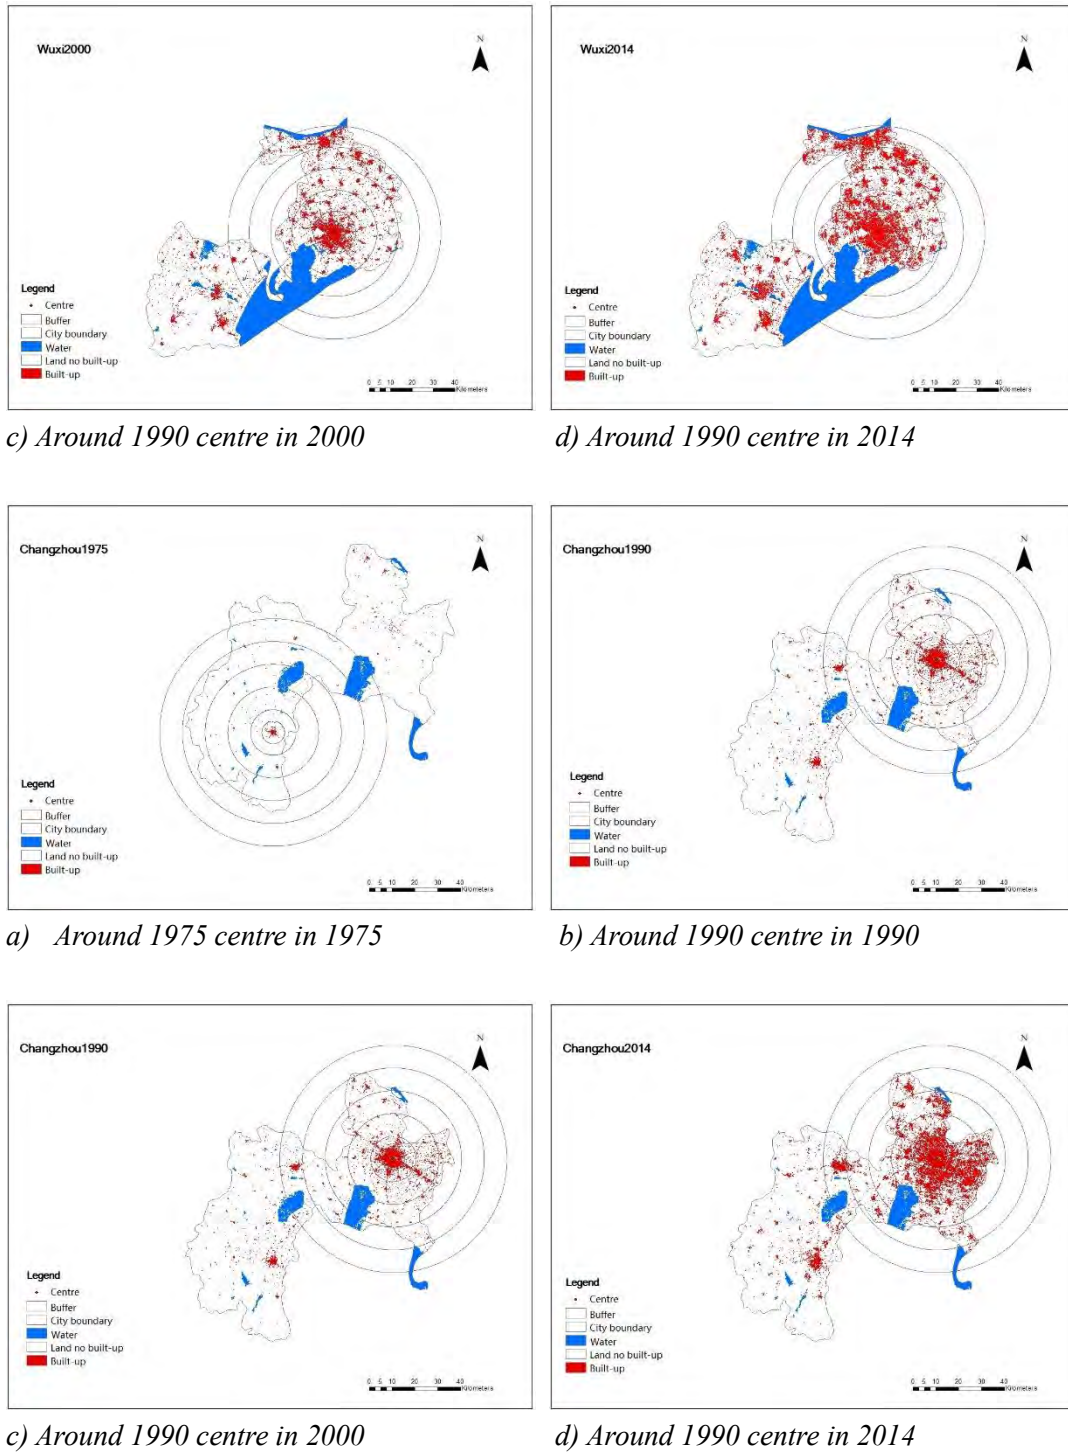 Wuxi2000
N
Legend
Centre
Buffer
City boundary
Water
Land no built-up
Built-up
0 5 10 20 30 40
Kilometers
c) Around 1990 centre in 2000
Wuxi2014
N
Legend
Centre
Buffer
City boundary
Water
Land no built-up
Built-up
0 5 10 20 30 40
Kilometers
d) Around 1990 centre in 2014
Changzhou1975
N
Legend
Centre
Buffer
City boundary
Water
Land no built-up
Built-up
0 5 10 20 30 40
Kilometers
a) Around 1975 centre in 1975
Changzhou1990
N
Legend
Centre
Buffer
City boundary
Water
Land no built-up
Built-up
0 5 10 20 30 40
Kilometers
b) Around 1990 centre in 1990
Changzhou1990
N
Legend
Centre
Buffer
City boundary
Water
Land no built-up
Built-up
0 5 10 20 30 40
Kilometers
c) Around 1990 centre in 2000
Changzhou2014
N
Legend
Centre
Buffer
City boundary
Water
Land no built-up
Built-up
0 5 10 20 30 40
Kilometers
d) Around 1990 centre in 2014